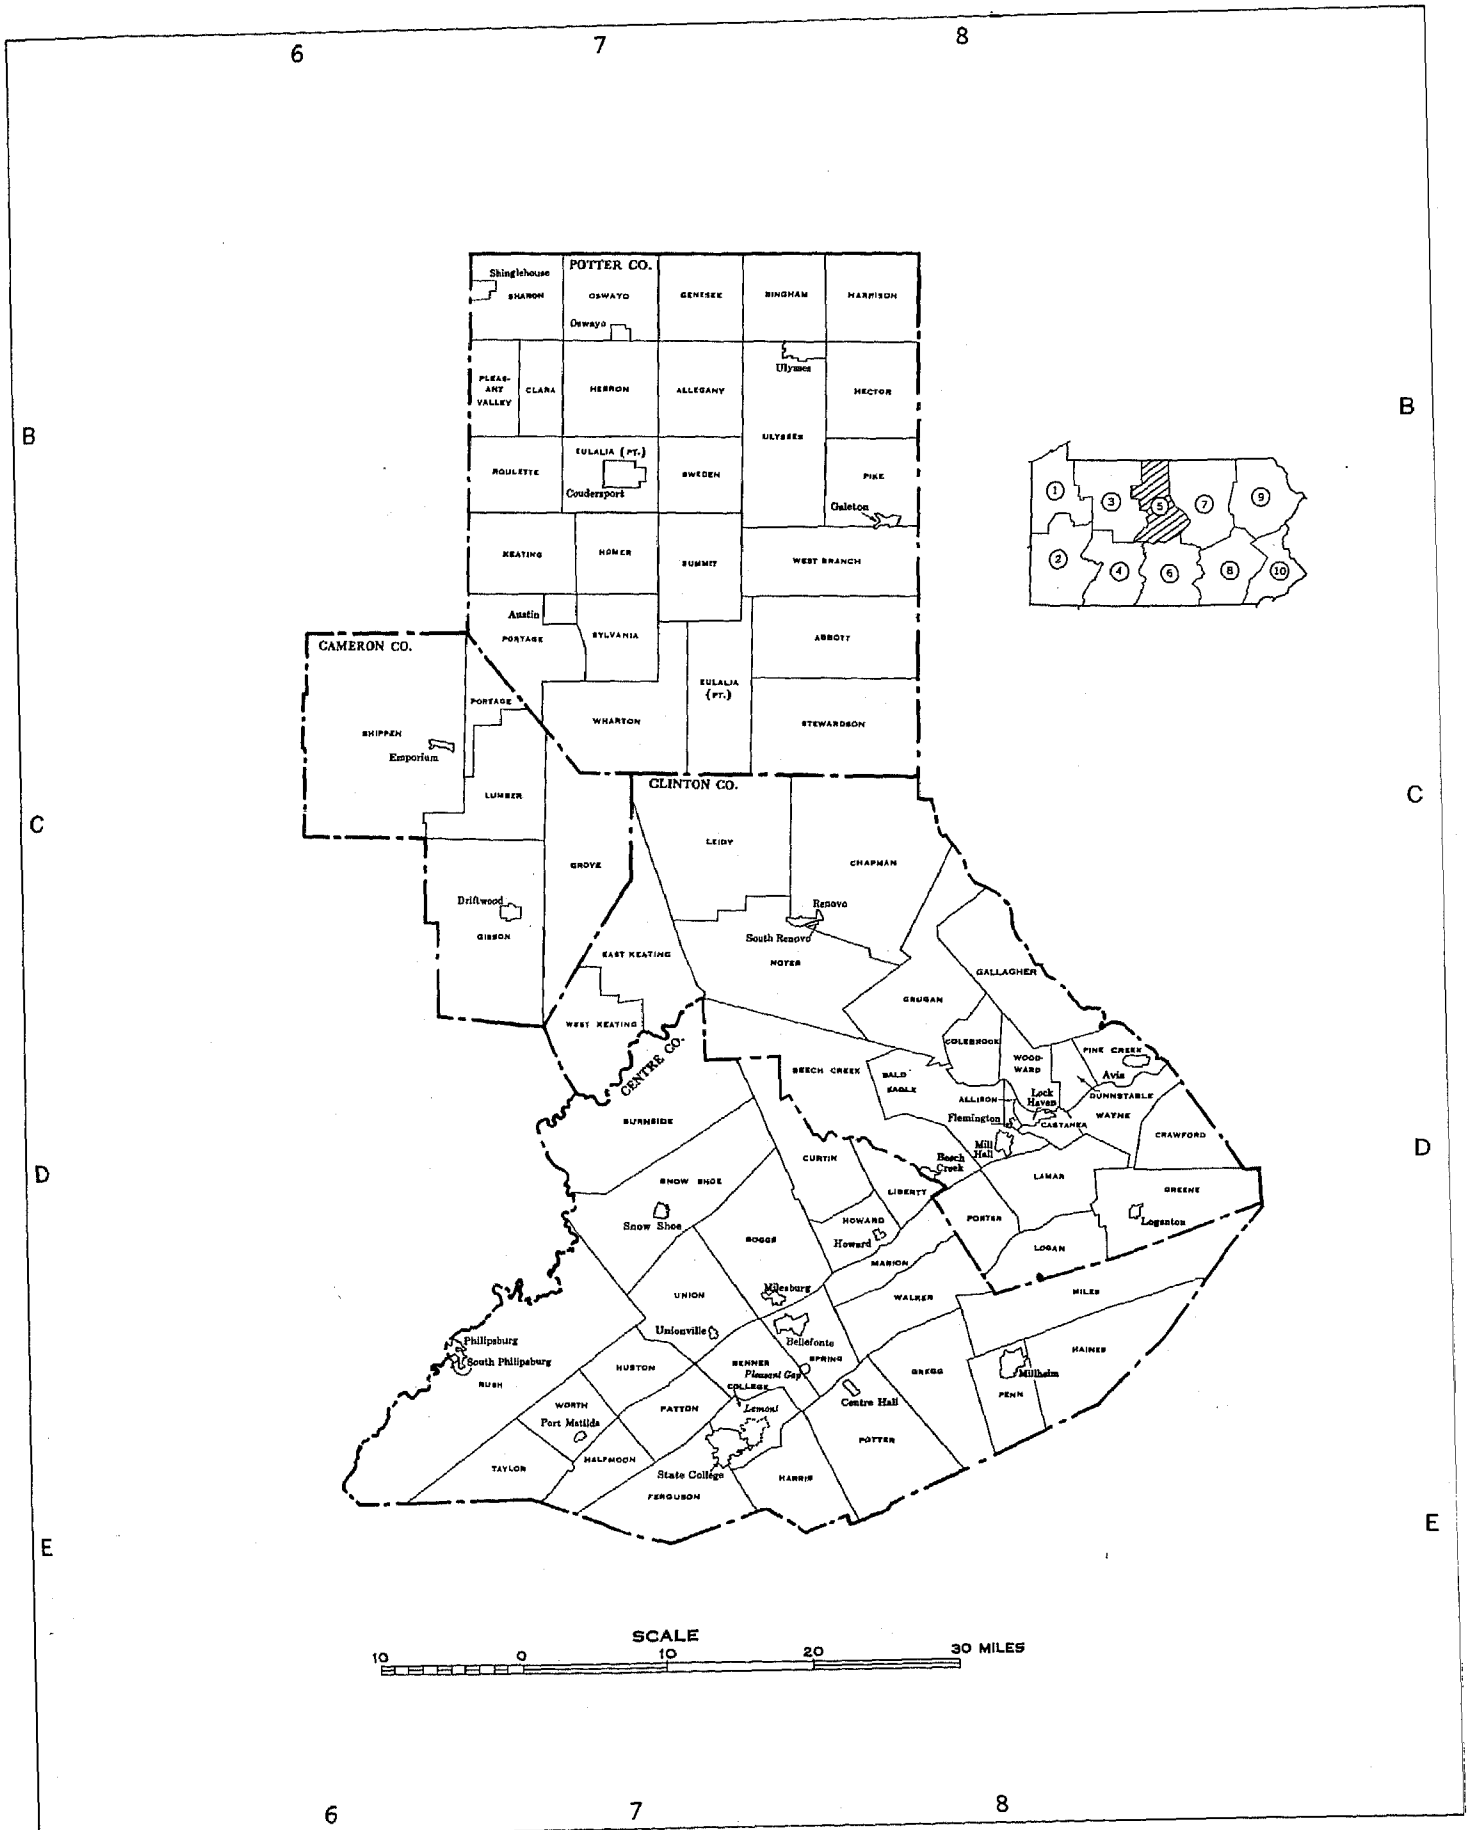 6 7 8
Shinglehouse
POTTER CO.
SHARON
OSWAYO
GENESEE
BINGHAM
HARRISON
Oswayo
Ulysses
PLEAS-
ANT
VALLEY
CLARA
HEBRON
ALLEGANY
HECTOR
B
B
ULYSSES
ROULETTE
EULALIA (PT.)
Coudersport
SWEDEN
PIKE
Galeton
1
3
5
7
9
2
4
6
8
10
KEATING
HOMER
SUMMIT
WEST BRANCH
Austin
PORTAGE
SYLVANIA
ABBOTT
CAMERON CO.
EULALIA
(PT.)
PORTAGE
WHARTON
STEWARDSON
SHIPPEN
Emporium
CLINTON CO.
LUMBER
C
C
LEIDY
GROVE
CHAPMAN
Driftwood
GIBSON
Renovo
South Renovo
NOYES
EAST KEATING
GALLAGHER
GRUGAN
WEST KEATING
COLEBROOK
WOOD-
WARD
PINE CREEK
Avis
CENTRE CO.
BEECH CREEK
BALD
EAGLE
ALLISON
Lock
Haven
DUNNSTABLE
WAYNE
Flemington
CASTANEA
CRAWFORD
BURNSIDE
Mill
Hall
D
D
CURTIN
Beech
Creek
LAMAR
SNOW SHOE
LIBERTY
GREENE
Snow Shoe
HOWARD
Howard
PORTER
Loganton
BOGGS
LOGAN
MARION
UNION
Milesburg
WALKER
MILES
Unionville
Bellefonte
Philipsburg
South Philipsburg
RUSH
HUSTON
BENNER
SPRING
Pleasant Gap
COLLEGE
GREGG
HAINES
Millheim
PENN
WORTH
Port Matilda
PATTON
Lemont
Centre Hall
POTTER
TAYLOR
HALFMOON
State College
HARRIS
FERGUSON
E
E
SCALE
10 0 10 20 30 MILES
6 7 8